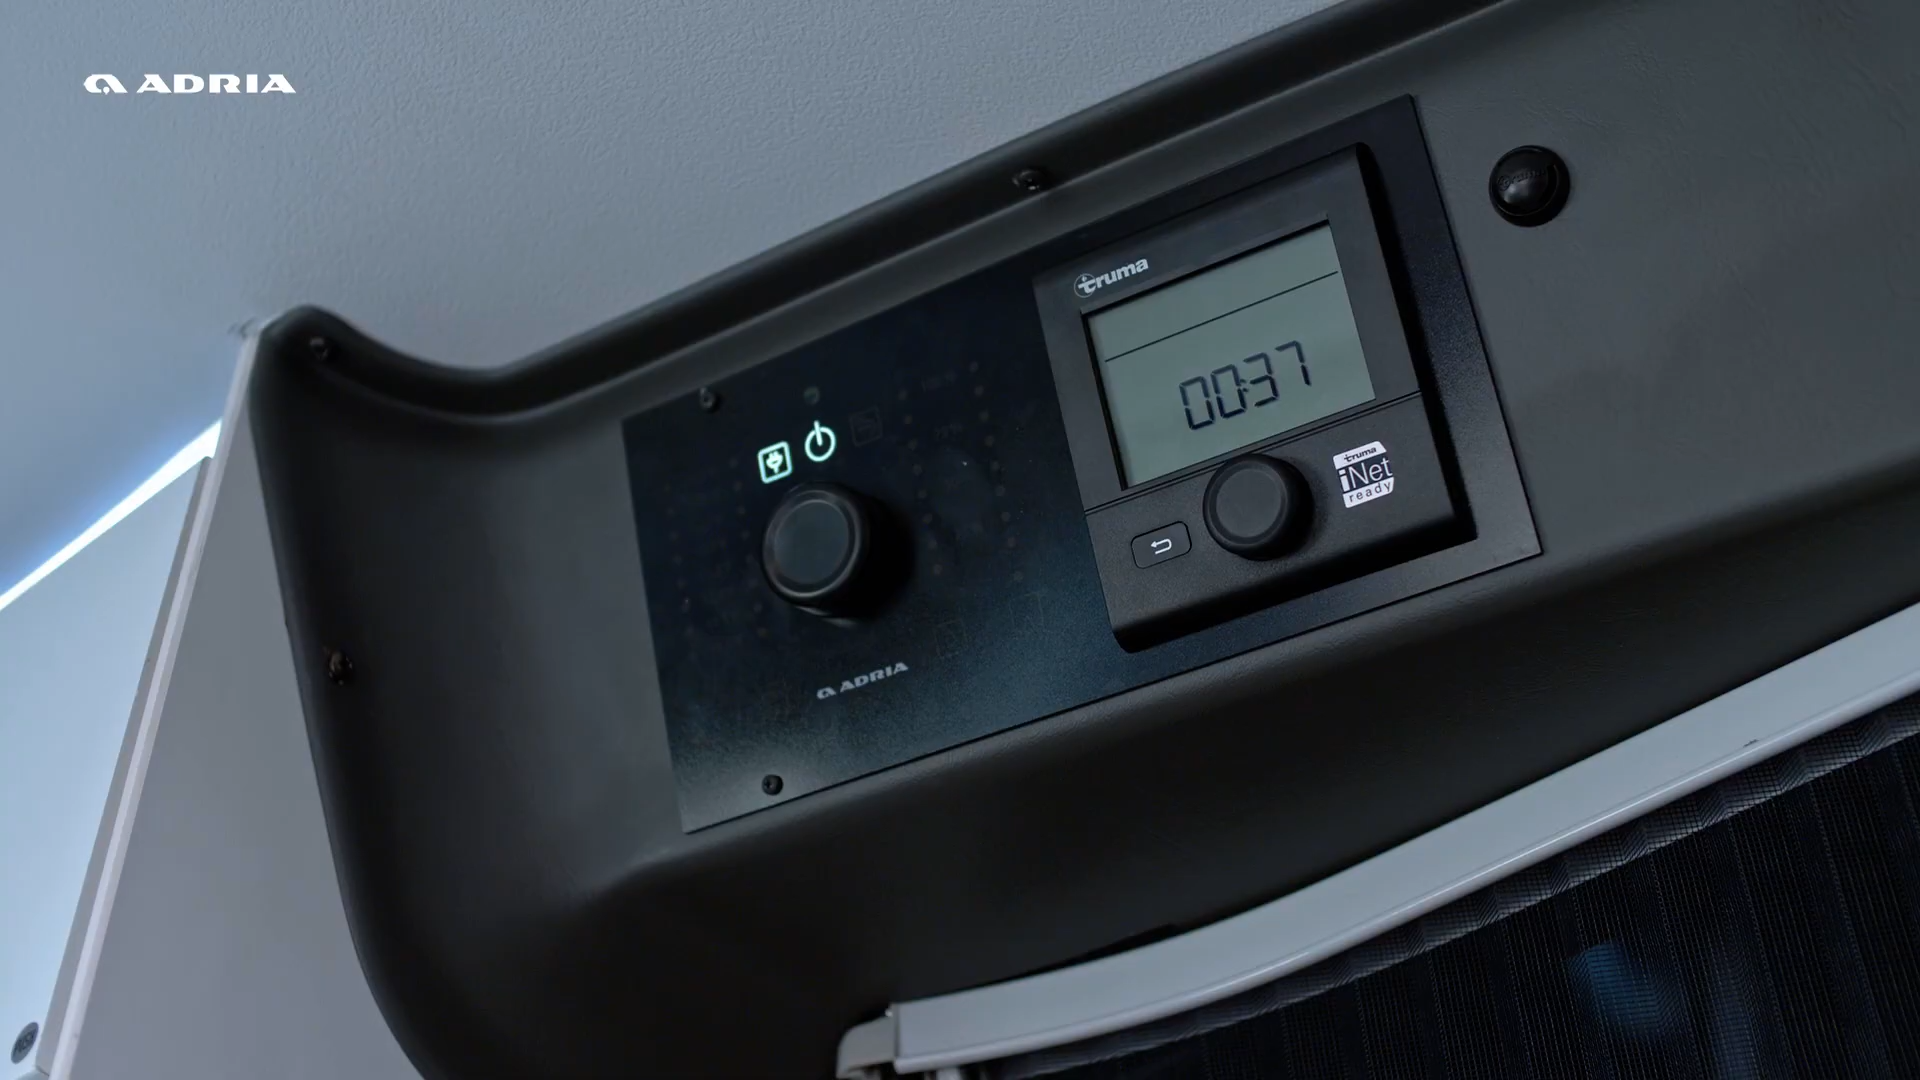 ADRIA
truma
00:37
truma
iNet
ready
ADRIA